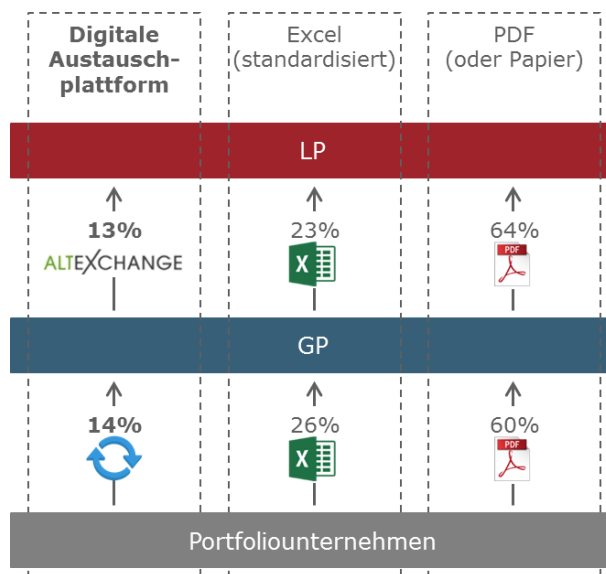 Digitale
Austausch-
plattform
Excel
(standardisiert)
PDF
(oder Papier)
LP
13%
23%
64%
ALTEXCHANGE
X
PDF
GP
14%
26%
60%
X
PDF
Portfoliounternehmen